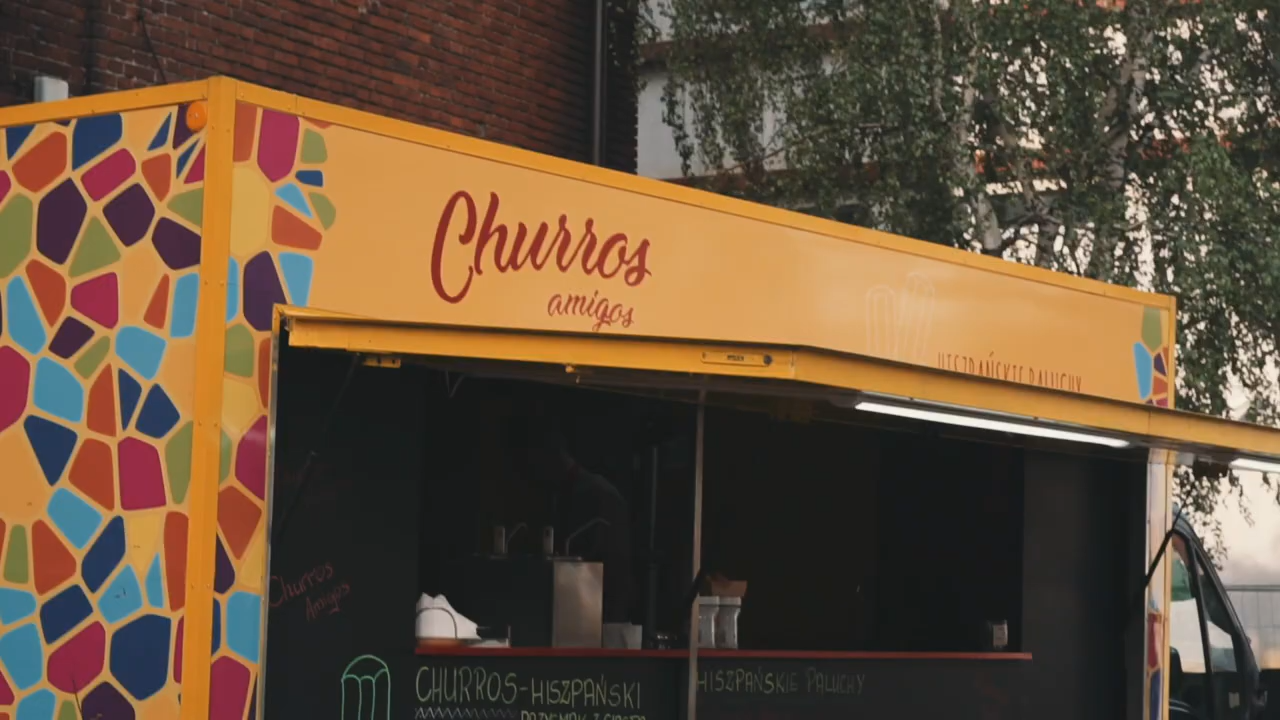 Churros
amigos
HISZPAŃSKIE PALUCHY
Churros
Amigos
CHURROS-HISZPAŃSKI
HISZPAŃSKIE PALUCHY